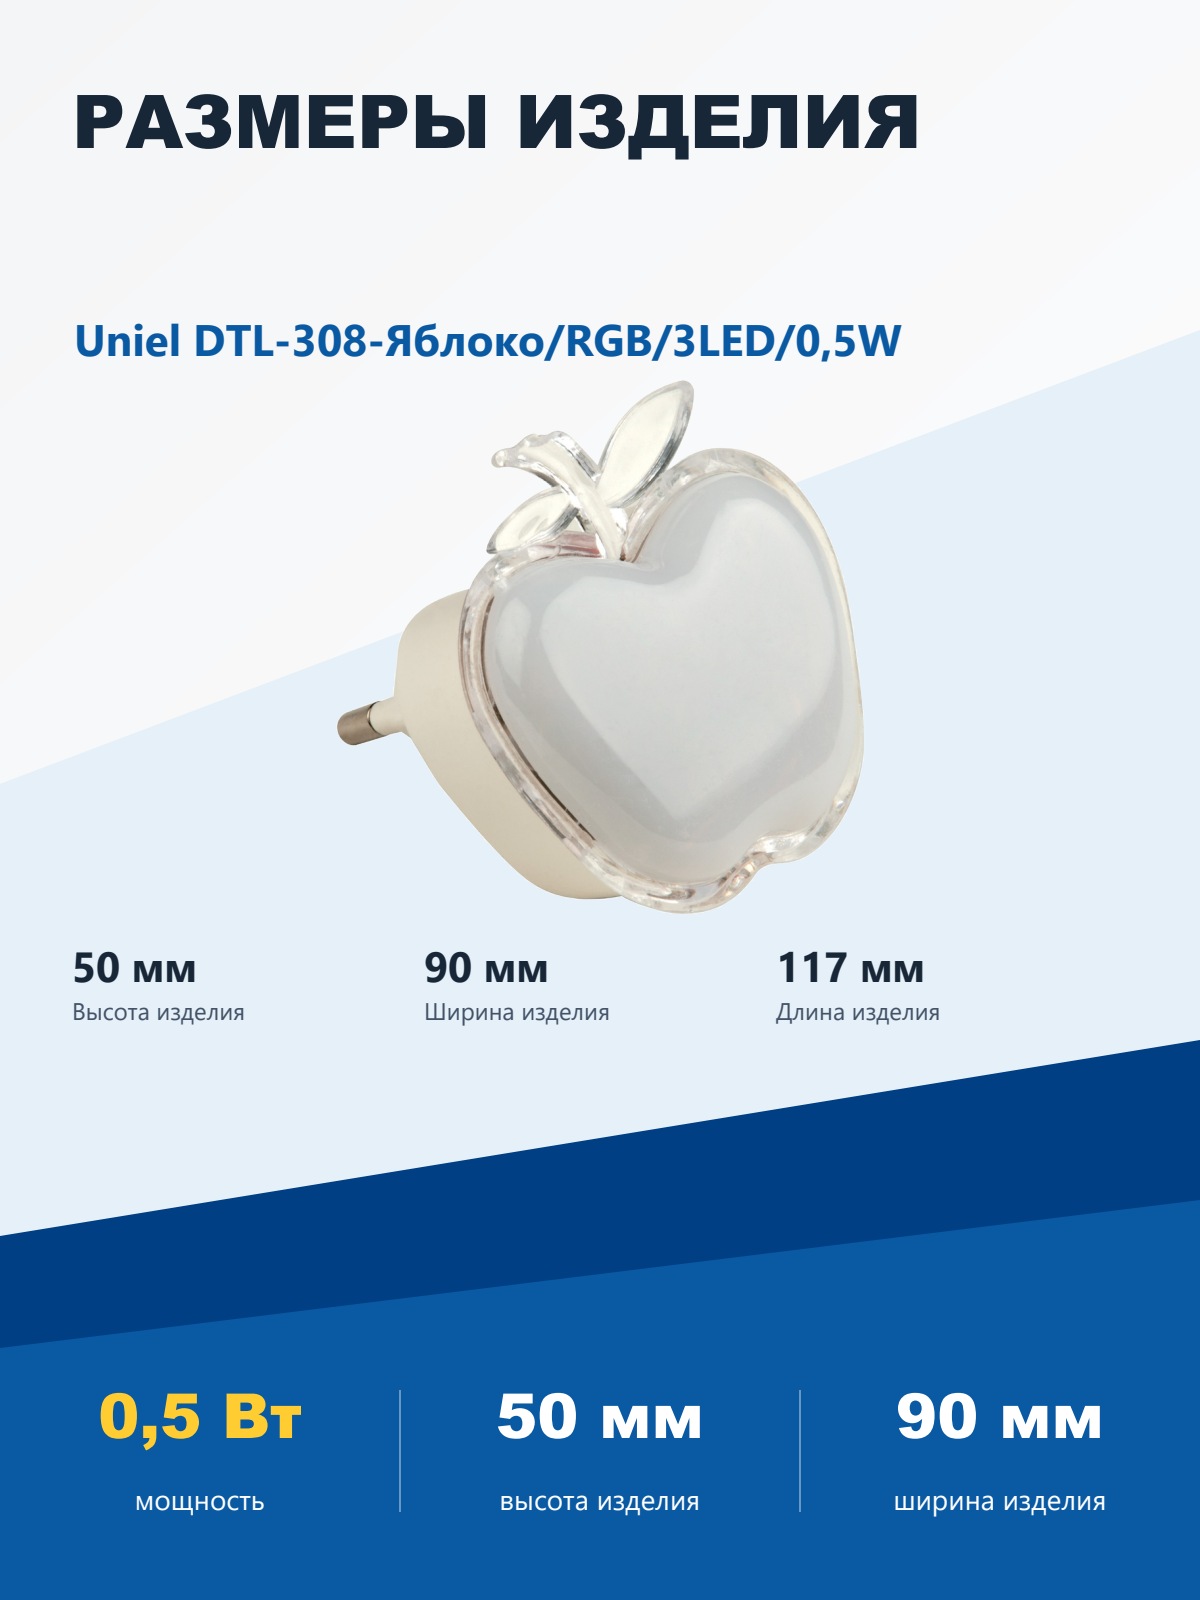 РАЗМЕРЫ ИЗДЕЛИЯ
Uniel DTL-308-Яблоко/RGB/3LED/0,5W
50 мм
Высота изделия
90 мм
Ширина изделия
117 мм
Длина изделия
0,5 Вт
мощность
50 мм
высота изделия
90 мм
ширина изделия